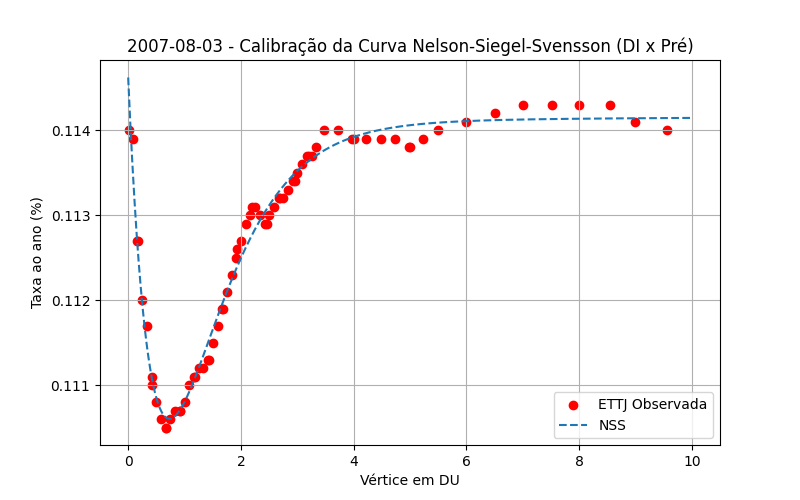 2007-08-03 - Calibração da Curva Nelson-Siegel-Svensson (DI x Pré)
Taxa ao ano (%)
0.114
0.113
0.112
0.111
ETTJ Observada
NSS
0 2 4 6 8 10
Vértice em DU